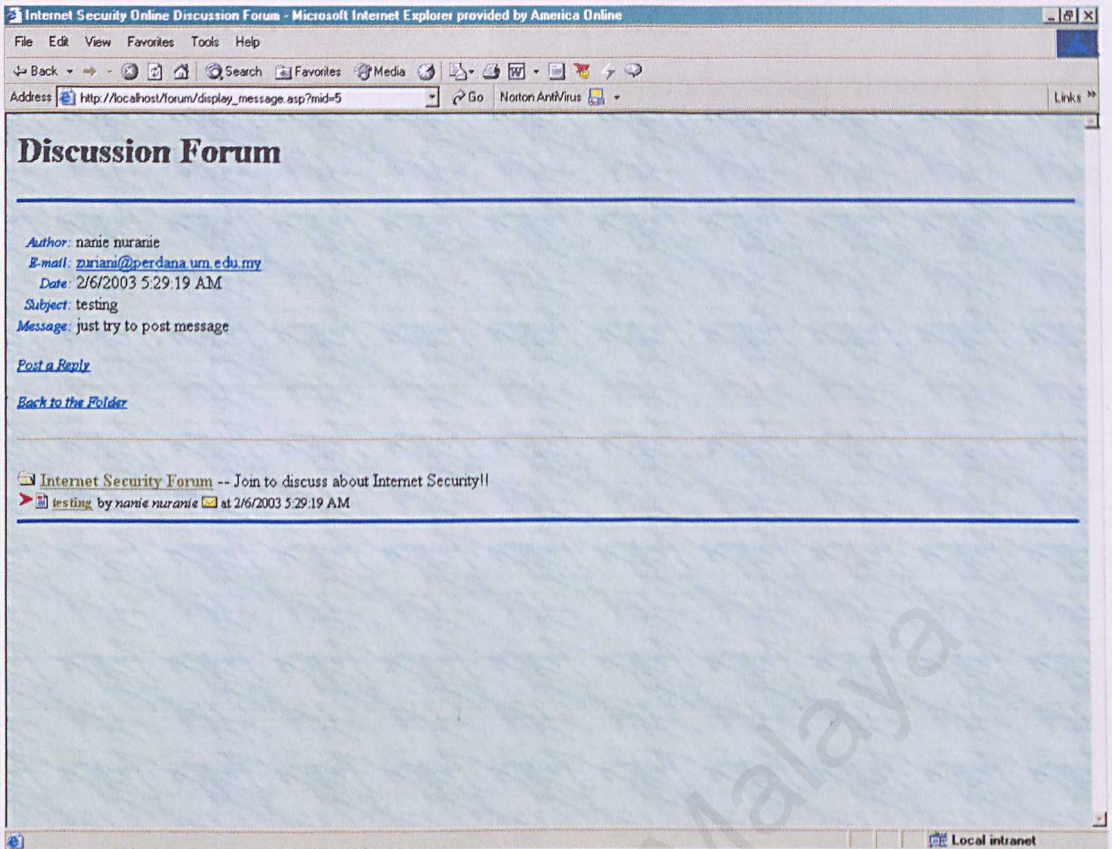 Internet Security Online Discussion Forum - Microsoft Internet Explorer provided by America Online
File Edit View Favorites Tools Help
Back Search Favorites Media
Address http://localhost/forum/display_message.asp?mid=5 Go Norton AntiVirus Links »
Discussion Forum
Author: nanie nuranie
E-mail: zuriani@perdana.um.edu.my
Date: 2/6/2003 5:29:19 AM
Subject: testing
Message: just try to post message
Post a Reply
Back to the Folder
Internet Security Forum -- Join to discuss about Internet Security!!
testing by nanie nuranie at 2/6/2003 5:29:19 AM
Malaya
Local intranet